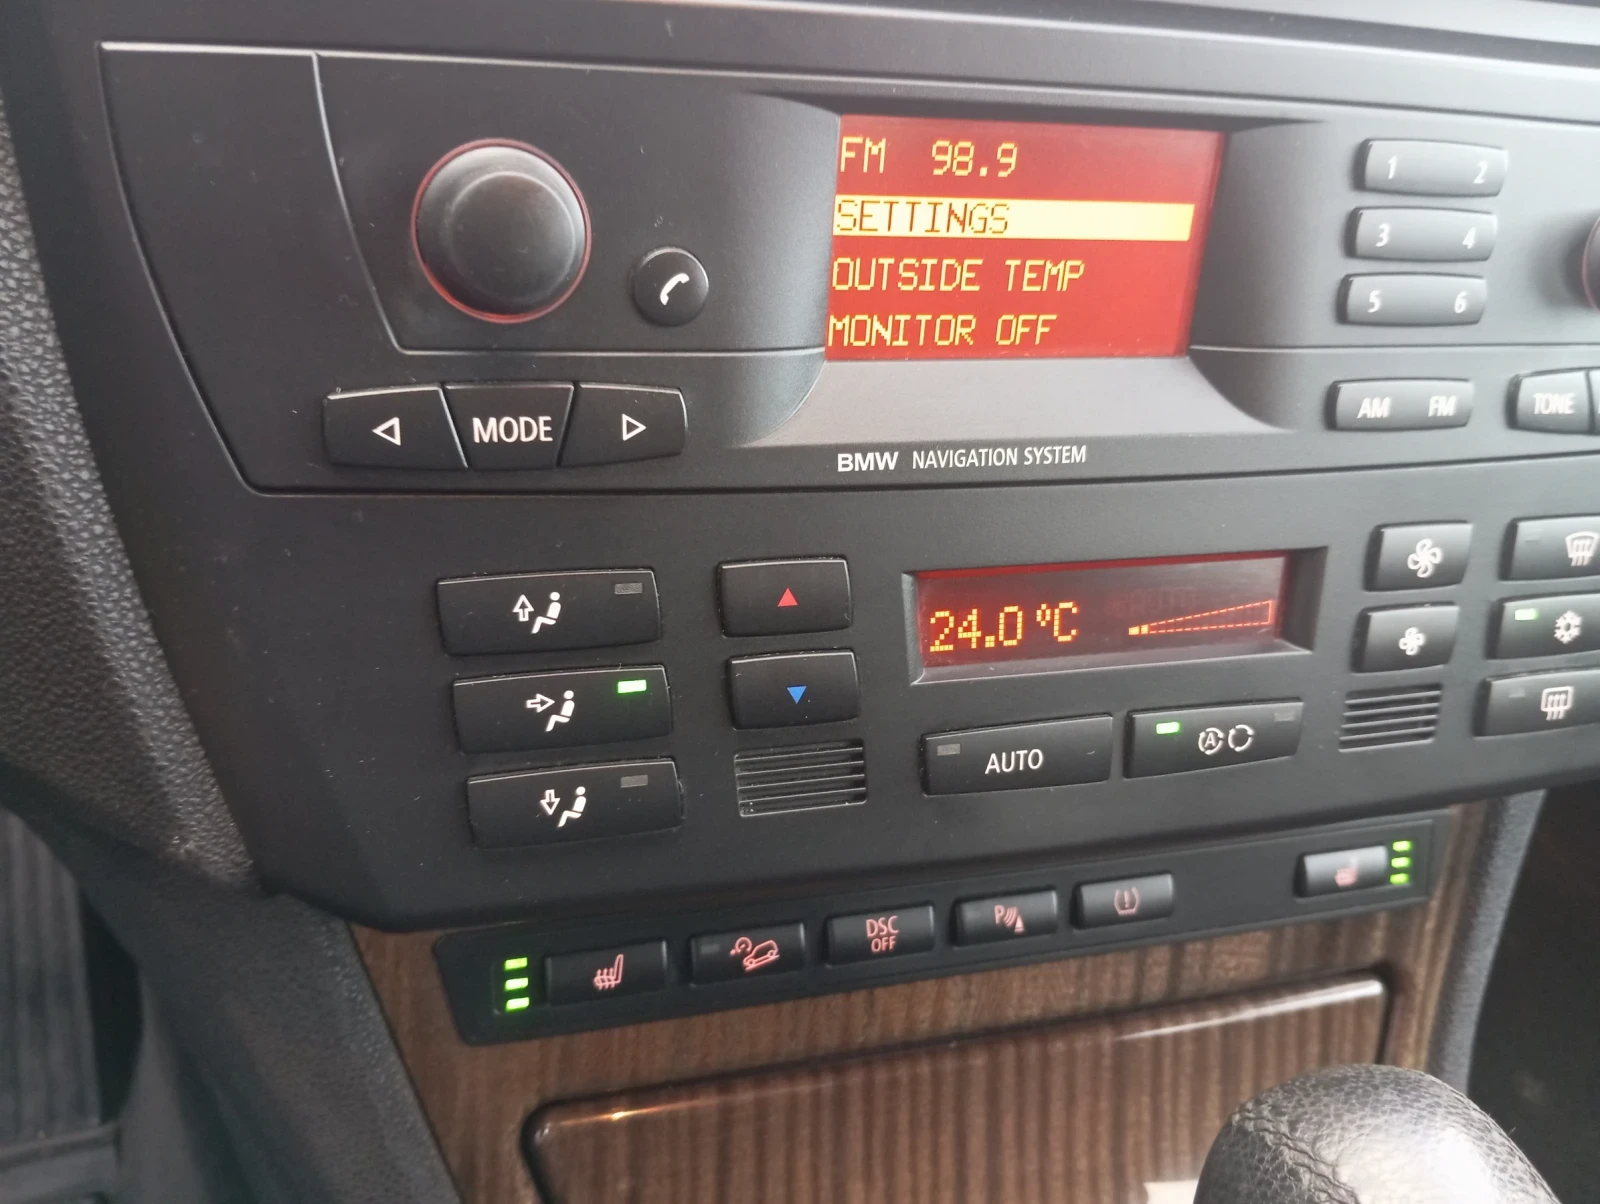 FM 98.9
SETTINGS
OUTSIDE TEMP
MONITOR OFF
1 2
3 4
5 6
MODE
AM FM
TONE
BMW NAVIGATION SYSTEM
24.0 °C
AUTO
A
DSC
OFF
P